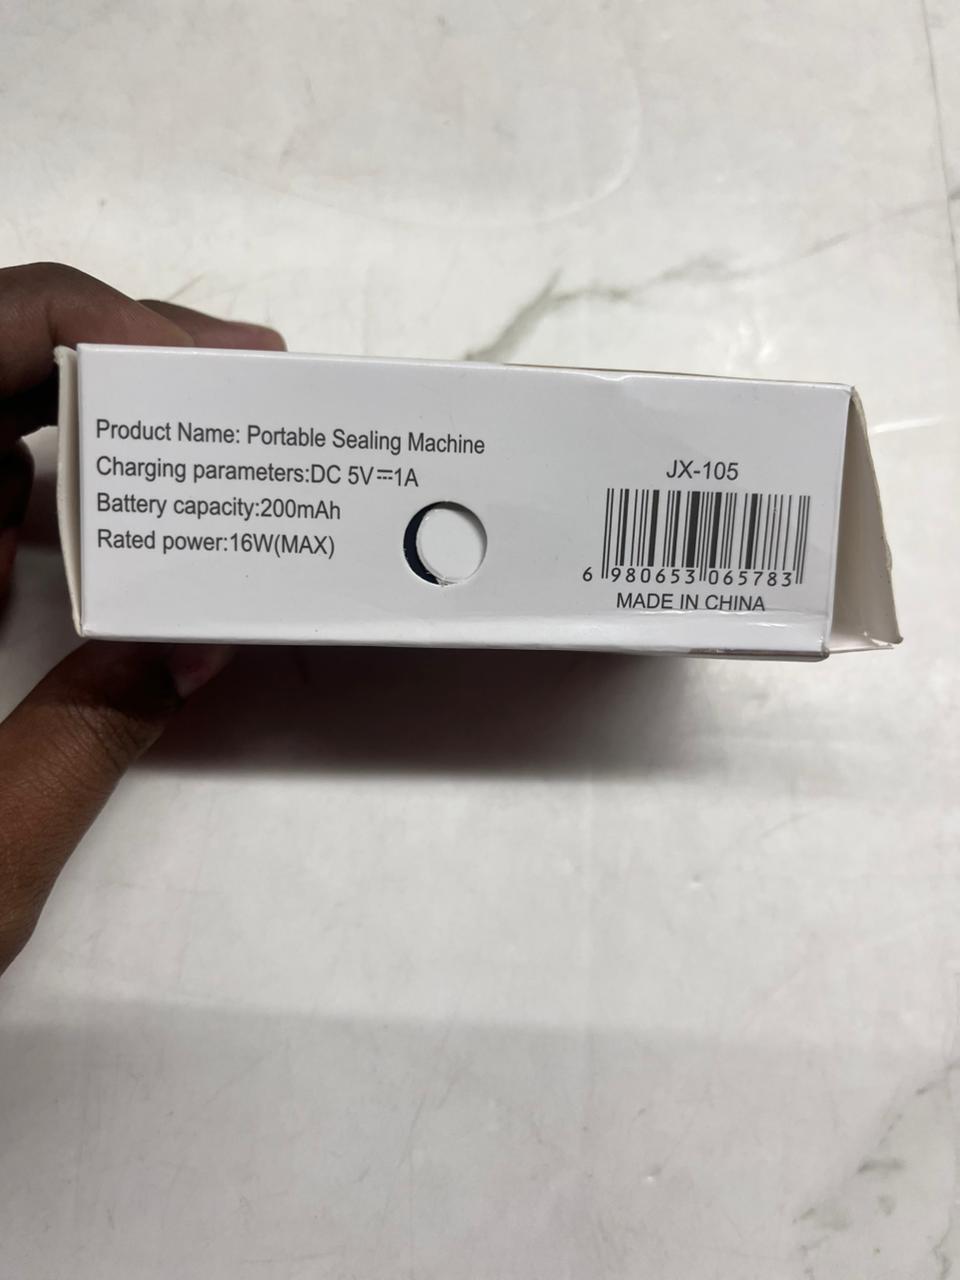 Product Name: Portable Sealing Machine
Charging parameters:DC 5V⎓1A
Battery capacity:200mAh
Rated power:16W(MAX)
JX-105
6 980653 065783
MADE IN CHINA